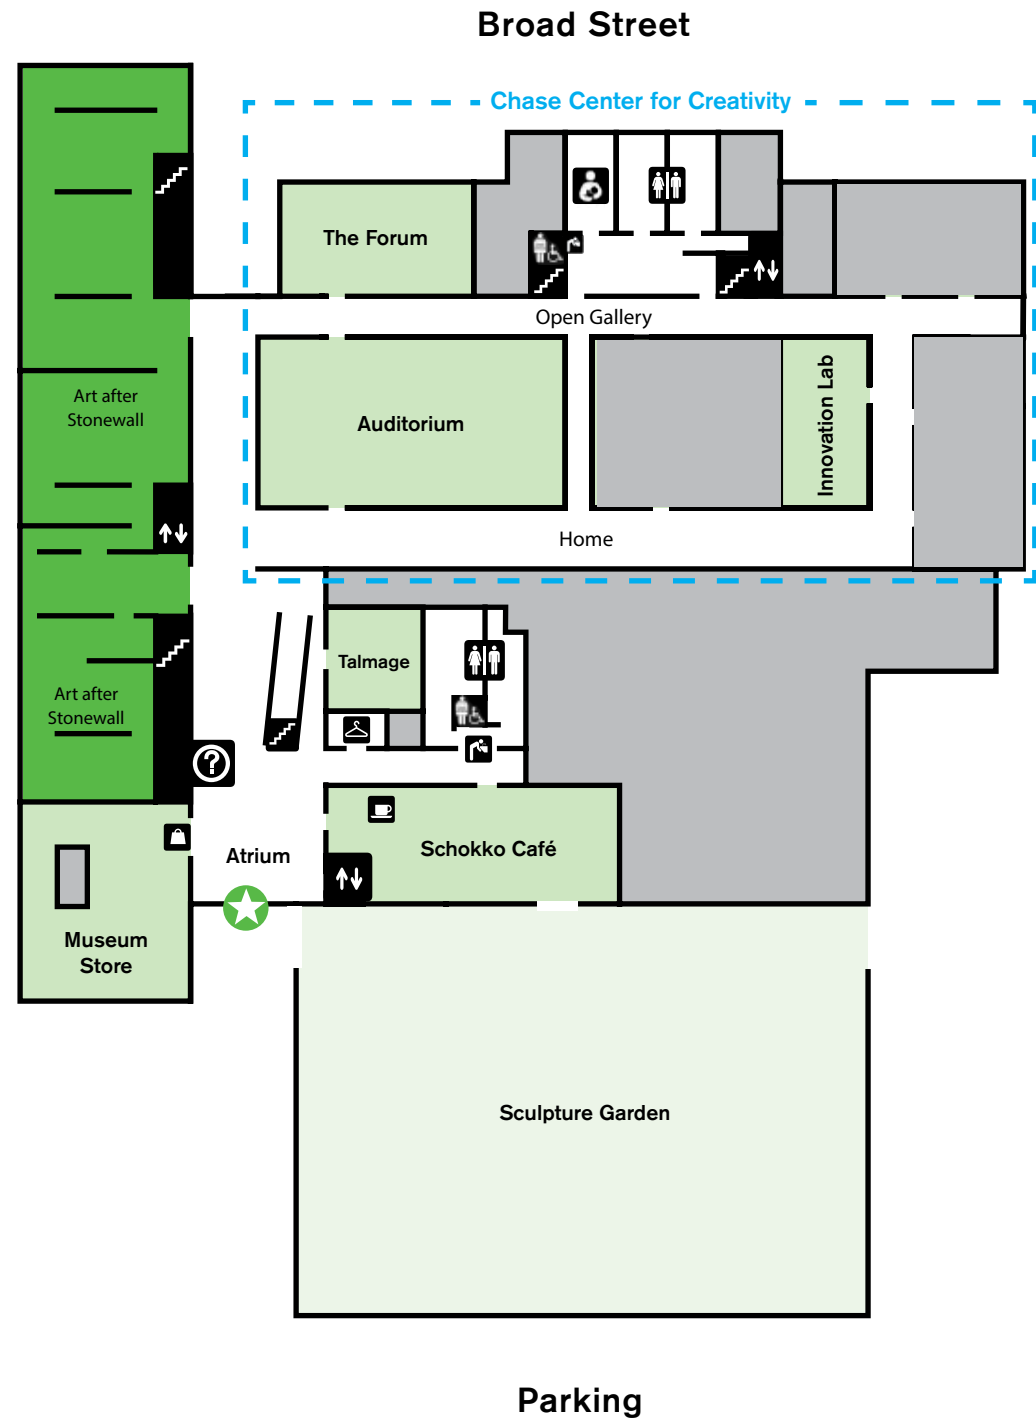 Broad Street
Chase Center for Creativity
The Forum
Open Gallery
Art after
Stonewall
Auditorium
Innovation Lab
Home
Talmage
Art after
Stonewall
?
Atrium
Schokko Café
Museum
Store
Sculpture Garden
Parking